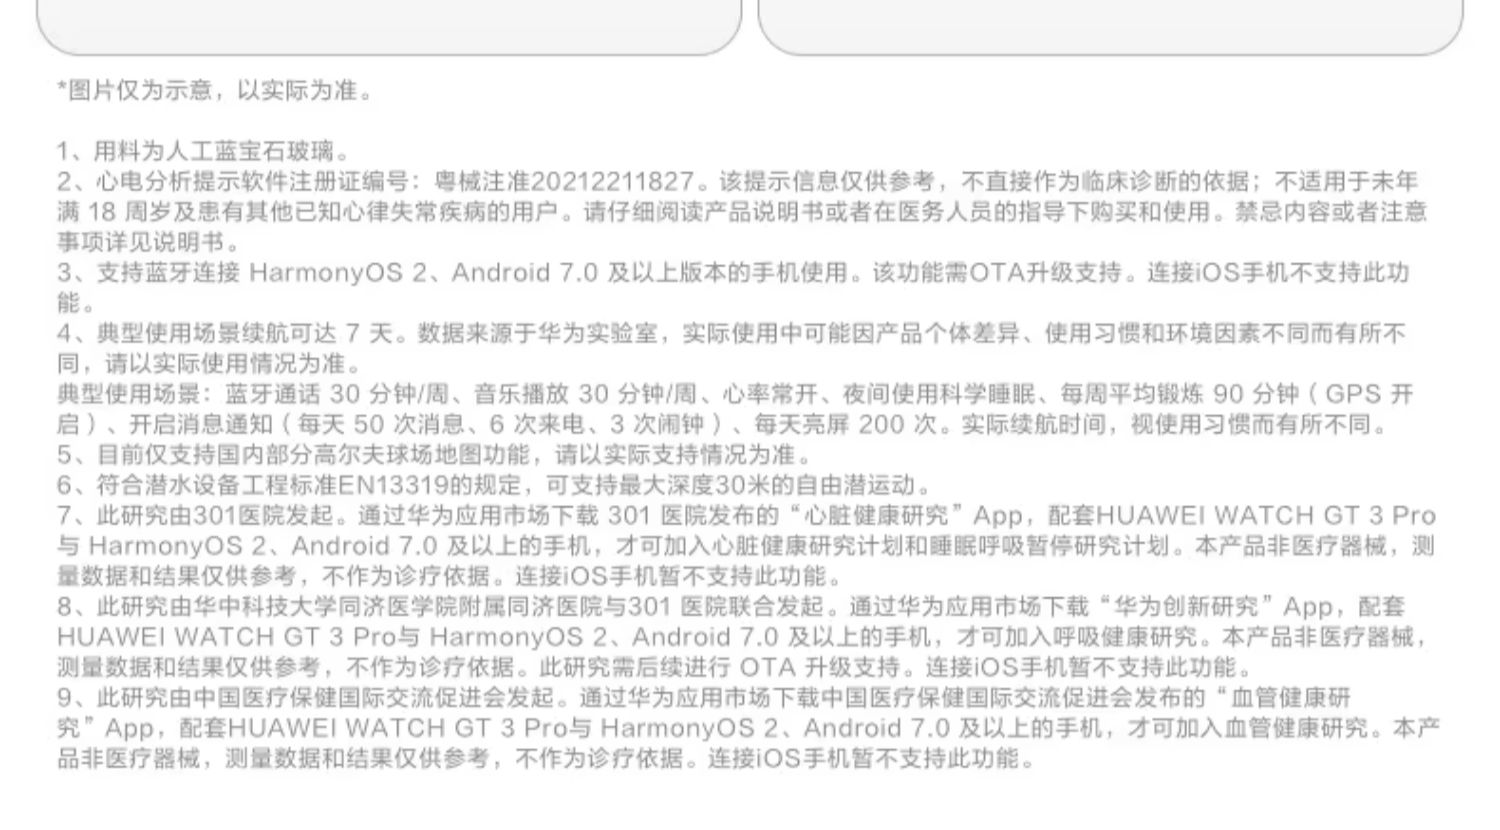 *图片仅为示意，以实际为准。
1、用料为人工蓝宝石玻璃。
2、心电分析提示软件注册证编号：粤械注准20212211827。该提示信息仅供参考，不直接作为临床诊断的依据；不适用于未年
满 18 周岁及患有其他已知心律失常疾病的用户。请仔细阅读产品说明书或者在医务人员的指导下购买和使用。禁忌内容或者注意
事项详见说明书。
3、支持蓝牙连接 HarmonyOS 2、Android 7.0 及以上版本的手机使用。该功能需OTA升级支持。连接iOS手机不支持此功
能。
4、典型使用场景续航可达 7 天。数据来源于华为实验室，实际使用中可能因产品个体差异、使用习惯和环境因素不同而有所不
同，请以实际使用情况为准。
典型使用场景：蓝牙通话 30 分钟/周、音乐播放 30 分钟/周、心率常开、夜间使用科学睡眠、每周平均锻炼 90 分钟（GPS 开
启）、开启消息通知（每天 50 次消息、6 次来电、3 次闹钟）、每天亮屏 200 次。实际续航时间，视使用习惯而有所不同。
5、目前仅支持国内部分高尔夫球场地图功能，请以实际支持情况为准。
6、符合潜水设备工程标准EN13319的规定，可支持最大深度30米的自由潜运动。
7、此研究由301医院发起。通过华为应用市场下载 301 医院发布的“心脏健康研究”App，配套HUAWEI WATCH GT 3 Pro
与 HarmonyOS 2、Android 7.0 及以上的手机，才可加入心脏健康研究计划和睡眠呼吸暂停研究计划。本产品非医疗器械，测
量数据和结果仅供参考，不作为诊疗依据。连接iOS手机暂不支持此功能。
8、此研究由华中科技大学同济医学院附属同济医院与301 医院联合发起。通过华为应用市场下载“华为创新研究”App，配套
HUAWEI WATCH GT 3 Pro与 HarmonyOS 2、Android 7.0 及以上的手机，才可加入呼吸健康研究。本产品非医疗器械，
测量数据和结果仅供参考，不作为诊疗依据。此研究需后续进行 OTA 升级支持。连接iOS手机暂不支持此功能。
9、此研究由中国医疗保健国际交流促进会发起。通过华为应用市场下载中国医疗保健国际交流促进会发布的“血管健康研
究”App，配套HUAWEI WATCH GT 3 Pro与 HarmonyOS 2、Android 7.0 及以上的手机，才可加入血管健康研究。本产
品非医疗器械，测量数据和结果仅供参考，不作为诊疗依据。连接iOS手机暂不支持此功能。